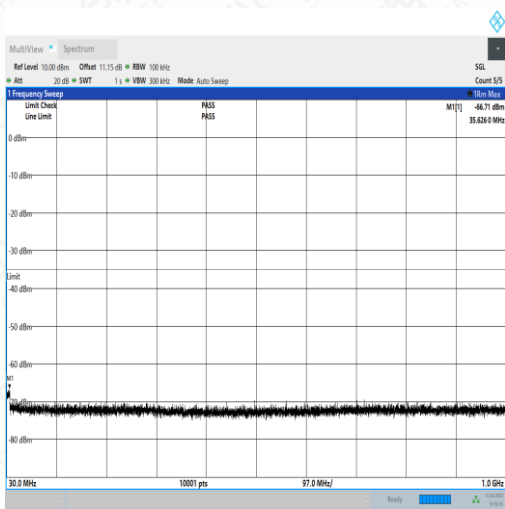 MultiView Spectrum
Ref Level 10.00 dBm Offset 11.15 dB RBW 100 kHz SGL
Att 20 dB SWT 1 s VBW 300 kHz Mode Auto Sweep Count 5/5
1 Frequency Sweep 1Rm Max
Limit Check PASS M1[1] -66.71 dBm
Line Limit PASS 35.6260 MHz
0 dBm
-10 dBm
-20 dBm
-30 dBm
Limit
-40 dBm
-50 dBm
-60 dBm
M1
-70 dBm
-80 dBm
30.0 MHz 10001 pts 97.0 MHz/ 1.0 GHz
Ready